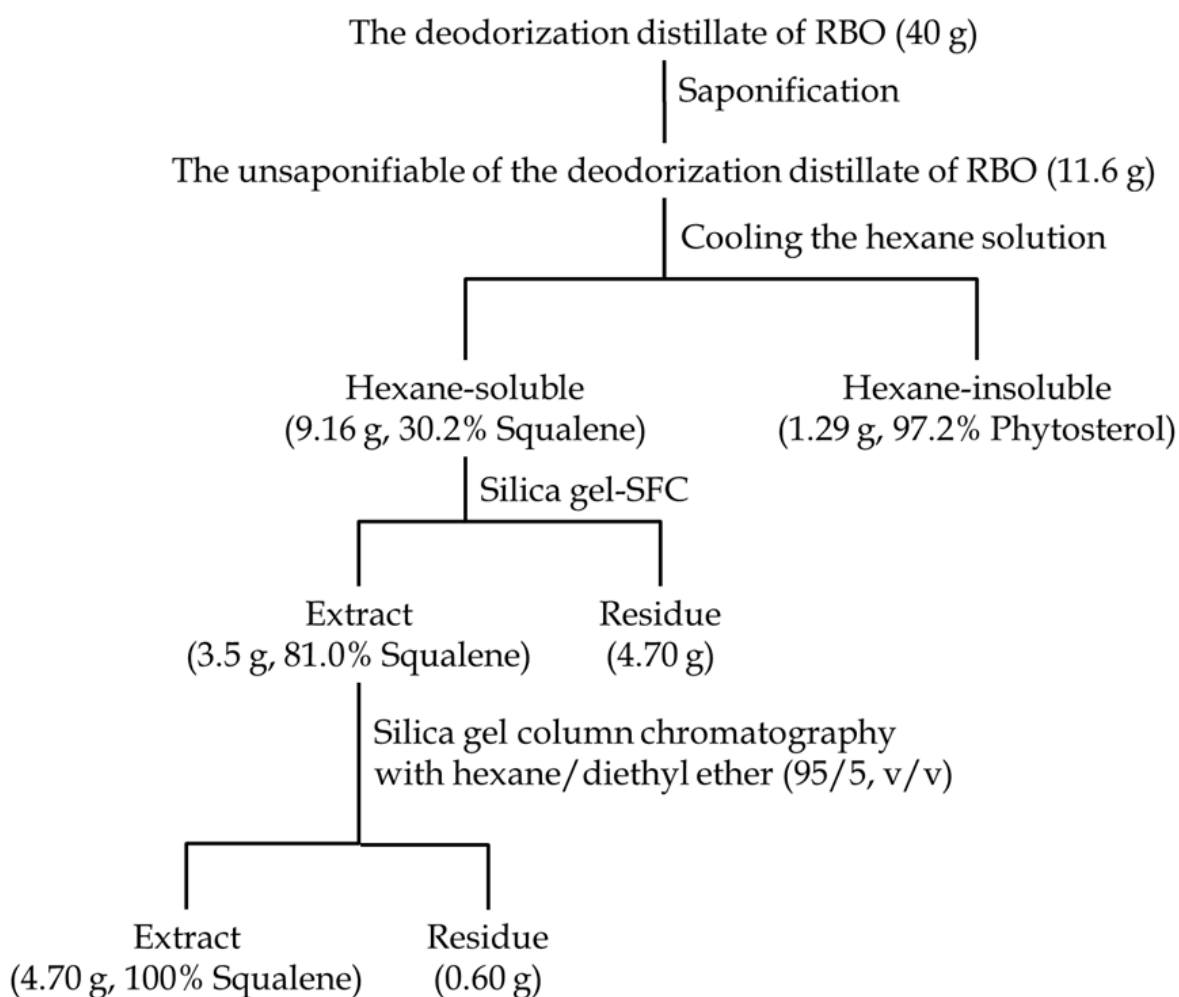 The deodorization distillate of RBO (40 g)
Saponification
The unsaponifiable of the deodorization distillate of RBO (11.6 g)
Cooling the hexane solution
Hexane-soluble
(9.16 g, 30.2% Squalene)
Hexane-insoluble
(1.29 g, 97.2% Phytosterol)
Silica gel-SFC
Extract
(3.5 g, 81.0% Squalene)
Residue
(4.70 g)
Silica gel column chromatography
with hexane/diethyl ether (95/5, v/v)
Extract
(4.70 g, 100% Squalene)
Residue
(0.60 g)